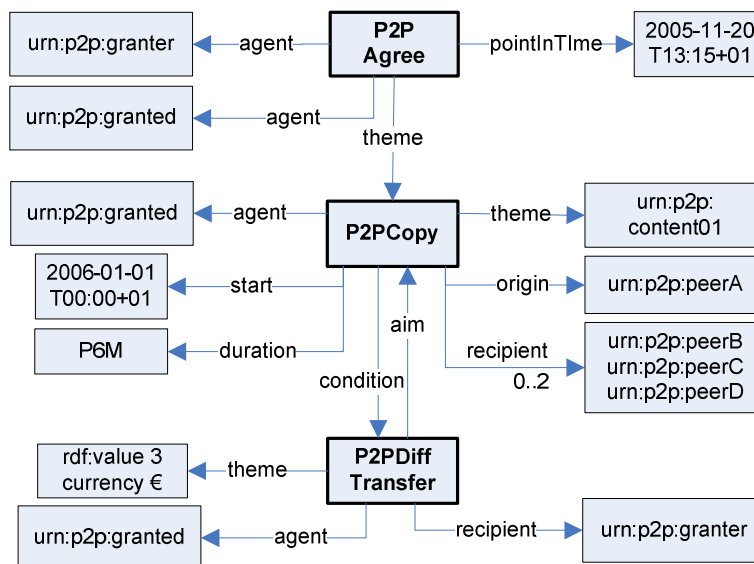 urn:p2p:granter
agent
P2P
Agree
pointInTIme
2005-11-20
T13:15+01
urn:p2p:granted
agent
theme
urn:p2p:granted
agent
P2PCopy
theme
urn:p2p:
content01
2006-01-01
T00:00+01
start
origin
urn:p2p:peerA
aim
P6M
duration
recipient
0..2
urn:p2p:peerB
urn:p2p:peerC
urn:p2p:peerD
condition
rdf:value 3
currency €
theme
P2PDiff
Transfer
urn:p2p:granted
agent
recipient
urn:p2p:granter